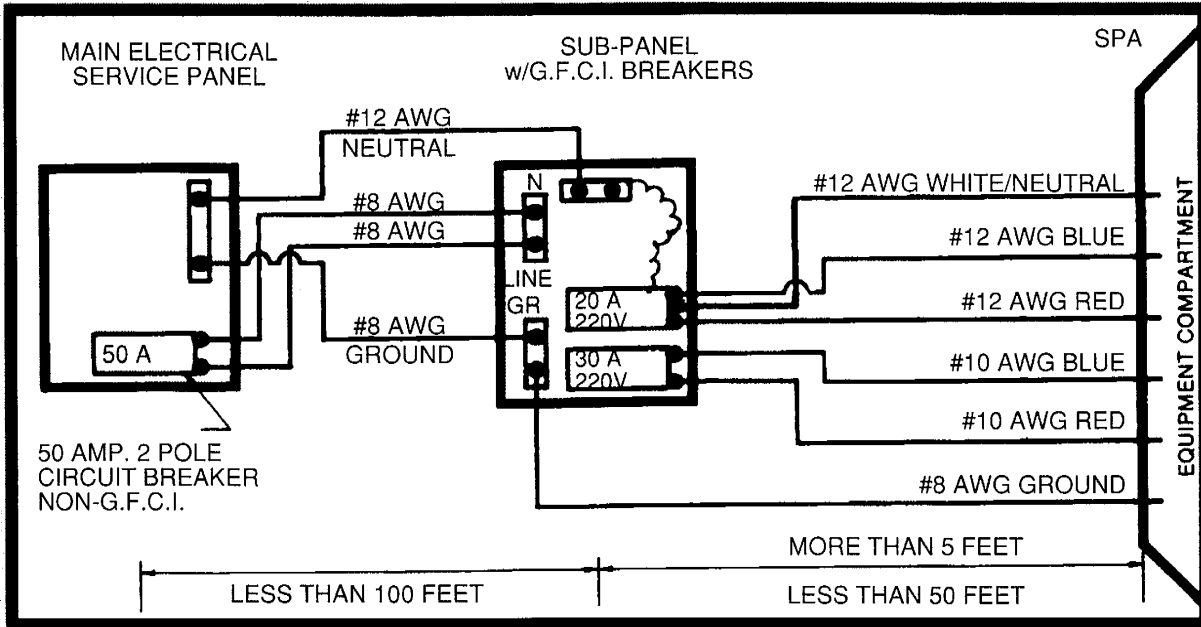 MAIN ELECTRICAL
SERVICE PANEL
SUB-PANEL
w/G.F.C.I. BREAKERS
SPA
#12 AWG
NEUTRAL
#8 AWG
#8 AWG
#8 AWG
GROUND
50 A
50 AMP. 2 POLE
CIRCUIT BREAKER
NON-G.F.C.I.
N
LINE
GR
20 A
220V
30 A
220V
#12 AWG WHITE/NEUTRAL
#12 AWG BLUE
#12 AWG RED
#10 AWG BLUE
#10 AWG RED
#8 AWG GROUND
EQUIPMENT COMPARTMENT
LESS THAN 100 FEET
MORE THAN 5 FEET
LESS THAN 50 FEET